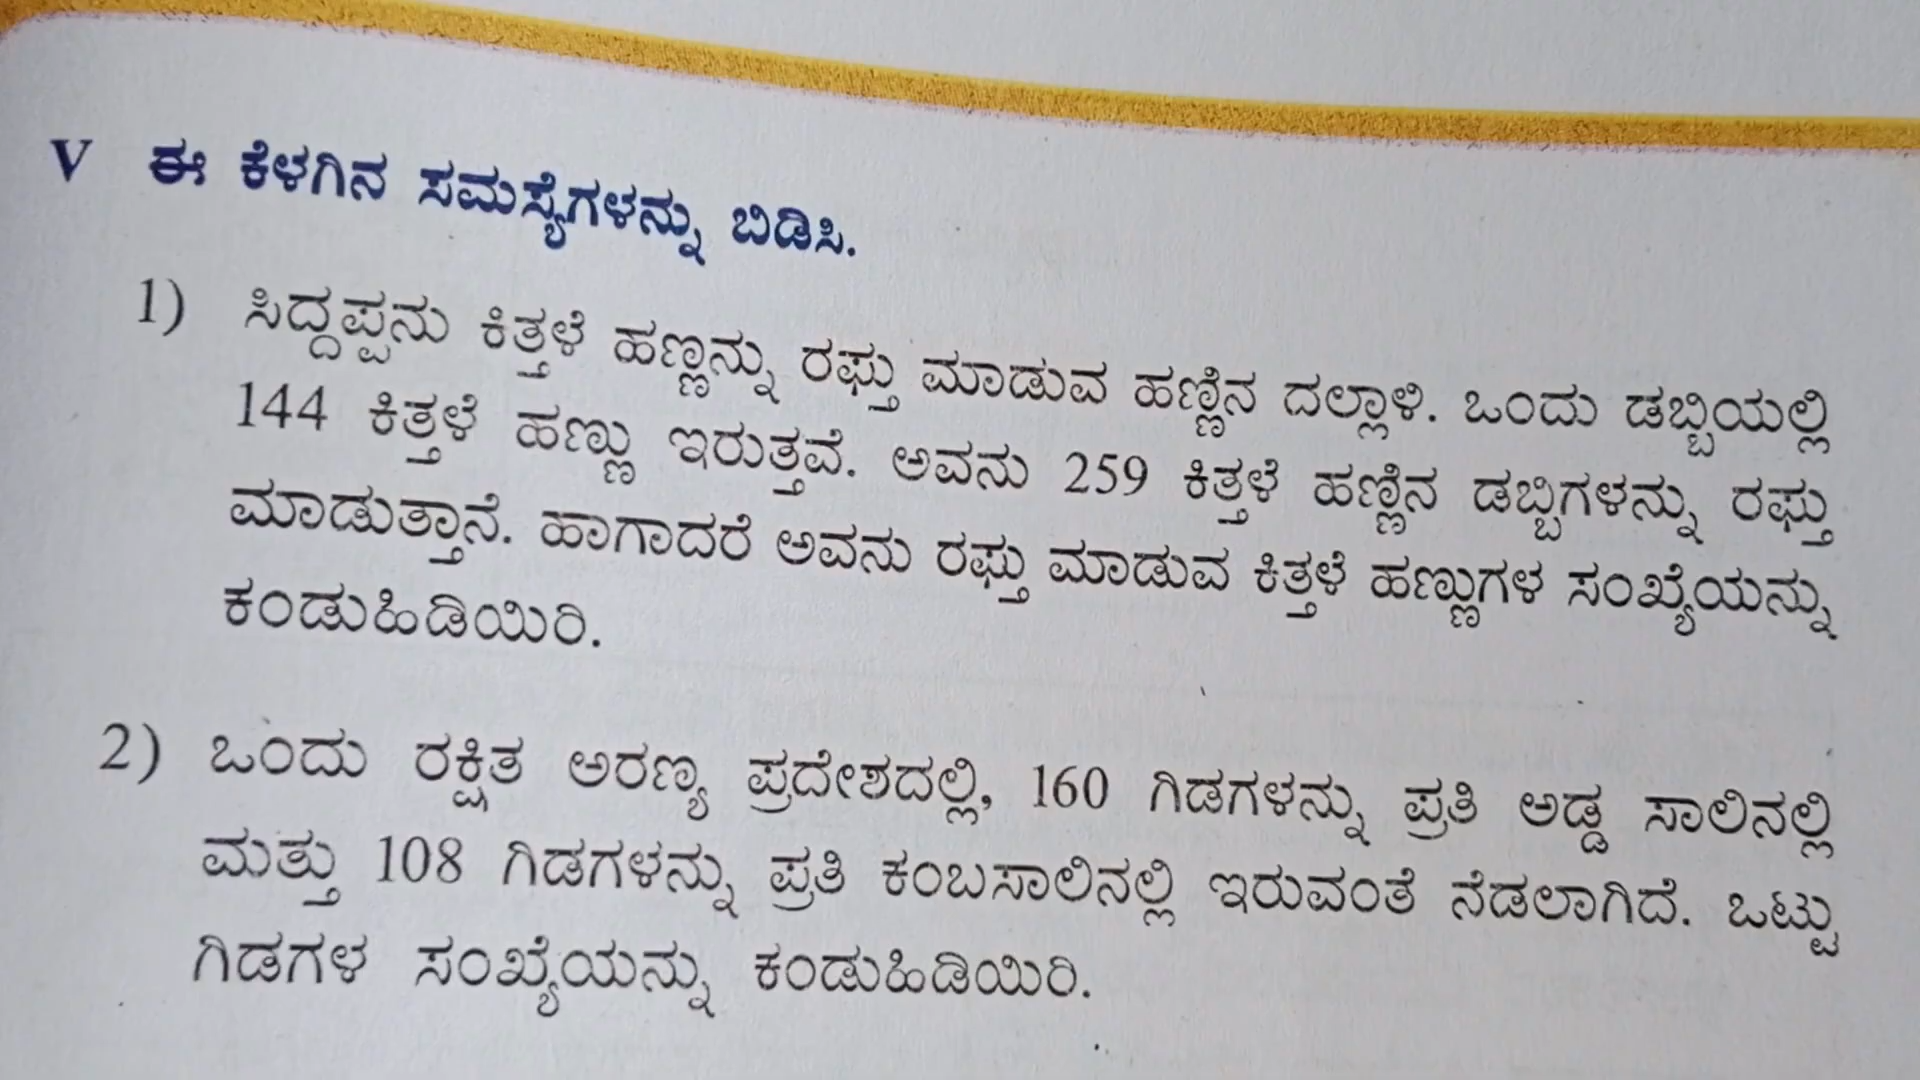 V ಈ ಕೆಳಗಿನ ಸಮಸ್ಯೆಗಳನ್ನು ಬಿಡಿಸಿ.
1) ಸಿದ್ದಪ್ಪನು ಕಿತ್ತಳೆ ಹಣ್ಣನ್ನು ರಫ್ತು ಮಾಡುವ ಹಣ್ಣಿನ ದಲ್ಲಾಳಿ. ಒಂದು ಡಬ್ಬಿಯಲ್ಲಿ
144 ಕಿತ್ತಳೆ ಹಣ್ಣು ಇರುತ್ತವೆ. ಅವನು 259 ಕಿತ್ತಳೆ ಹಣ್ಣಿನ ಡಬ್ಬಿಗಳನ್ನು ರಫ್ತು
ಮಾಡುತ್ತಾನೆ. ಹಾಗಾದರೆ ಅವನು ರಫ್ತು ಮಾಡುವ ಕಿತ್ತಳೆ ಹಣ್ಣುಗಳ ಸಂಖ್ಯೆಯನ್ನು
ಕಂಡುಹಿಡಿಯಿರಿ.
2) ಒಂದು ರಕ್ಷಿತ ಅರಣ್ಯ ಪ್ರದೇಶದಲ್ಲಿ, 160 ಗಿಡಗಳನ್ನು ಪ್ರತಿ ಅಡ್ಡ ಸಾಲಿನಲ್ಲಿ
ಮತ್ತು 108 ಗಿಡಗಳನ್ನು ಪ್ರತಿ ಕಂಬಸಾಲಿನಲ್ಲಿ ಇರುವಂತೆ ನೆಡಲಾಗಿದೆ. ಒಟ್ಟು
ಗಿಡಗಳ ಸಂಖ್ಯೆಯನ್ನು ಕಂಡುಹಿಡಿಯಿರಿ.